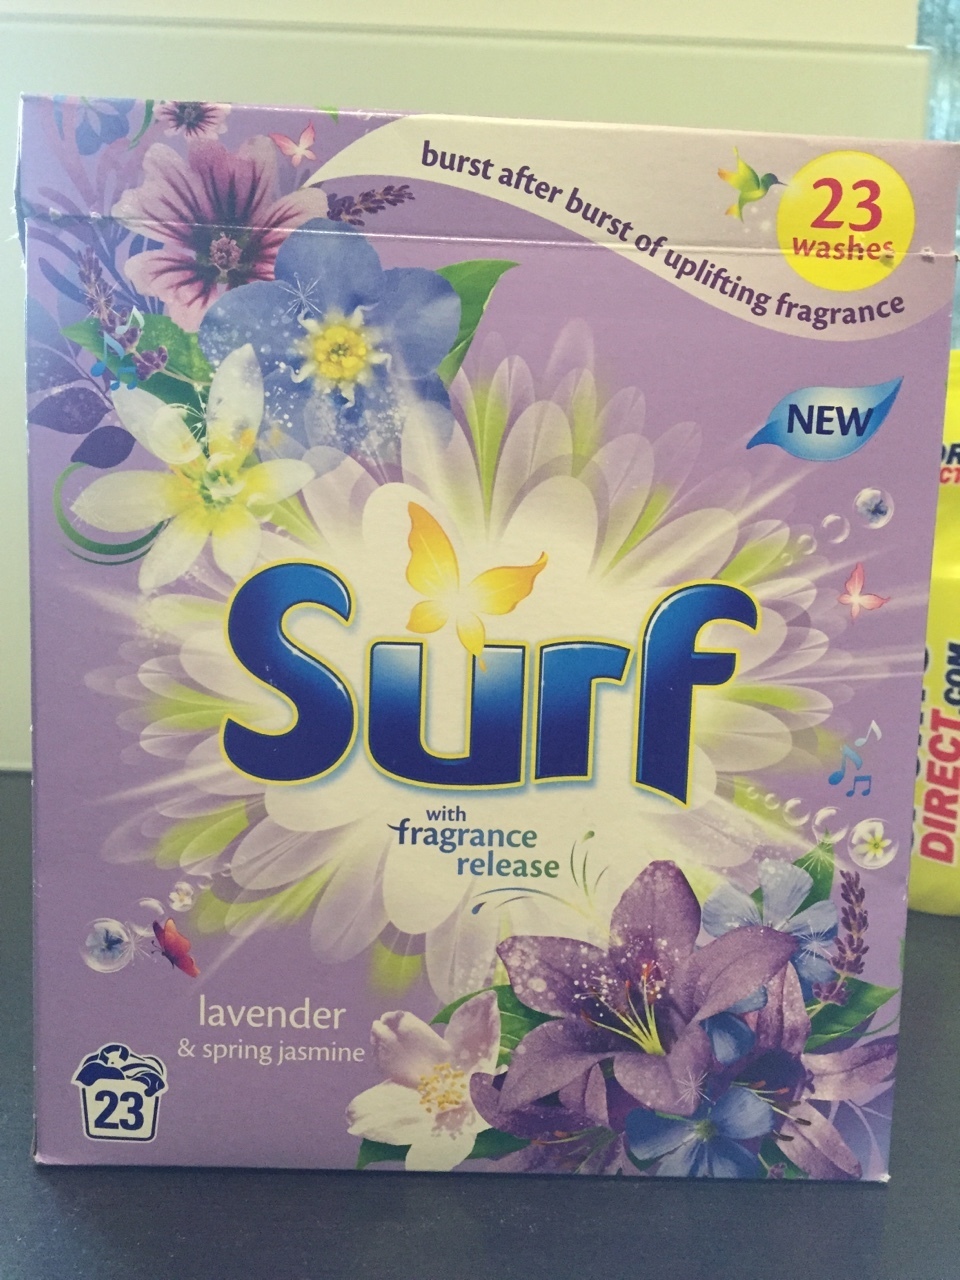 burst after burst of uplifting fragrance
23
washes
NEW
Surf
with
fragrance
release
lavender
& spring jasmine
23
DIRECT.COM